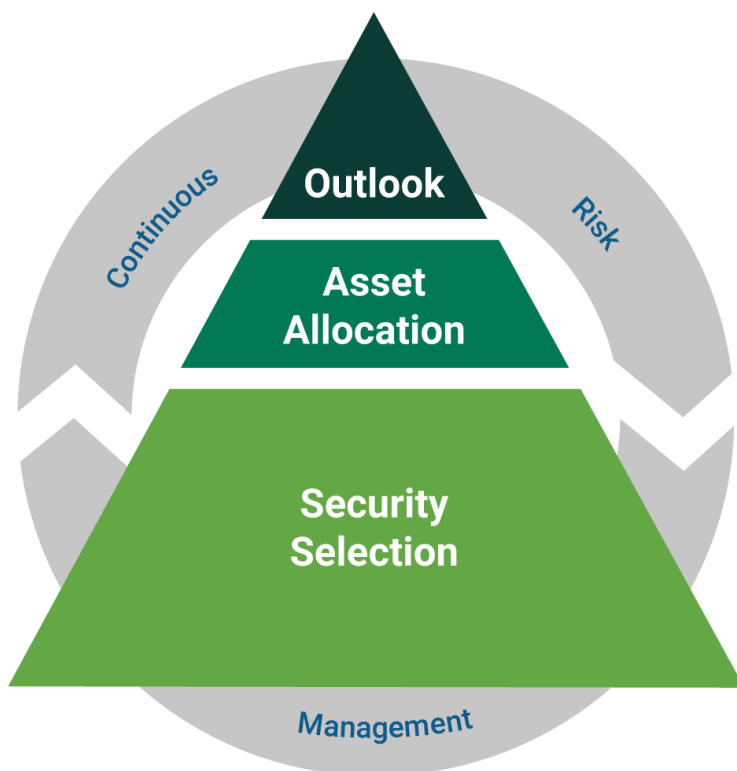 Outlook
Asset
Allocation
Security
Selection
Continuous
Risk
Management